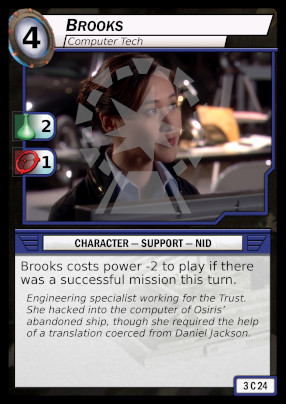 4
Brooks
Computer Tech
2
1
CHARACTER – SUPPORT – NID
Brooks costs power -2 to play if there
was a successful mission this turn.
Engineering specialist working for the Trust.
She hacked into the computer of Osiris'
abandoned ship, though she required the help
of a translation coerced from Daniel Jackson.
3 C 24